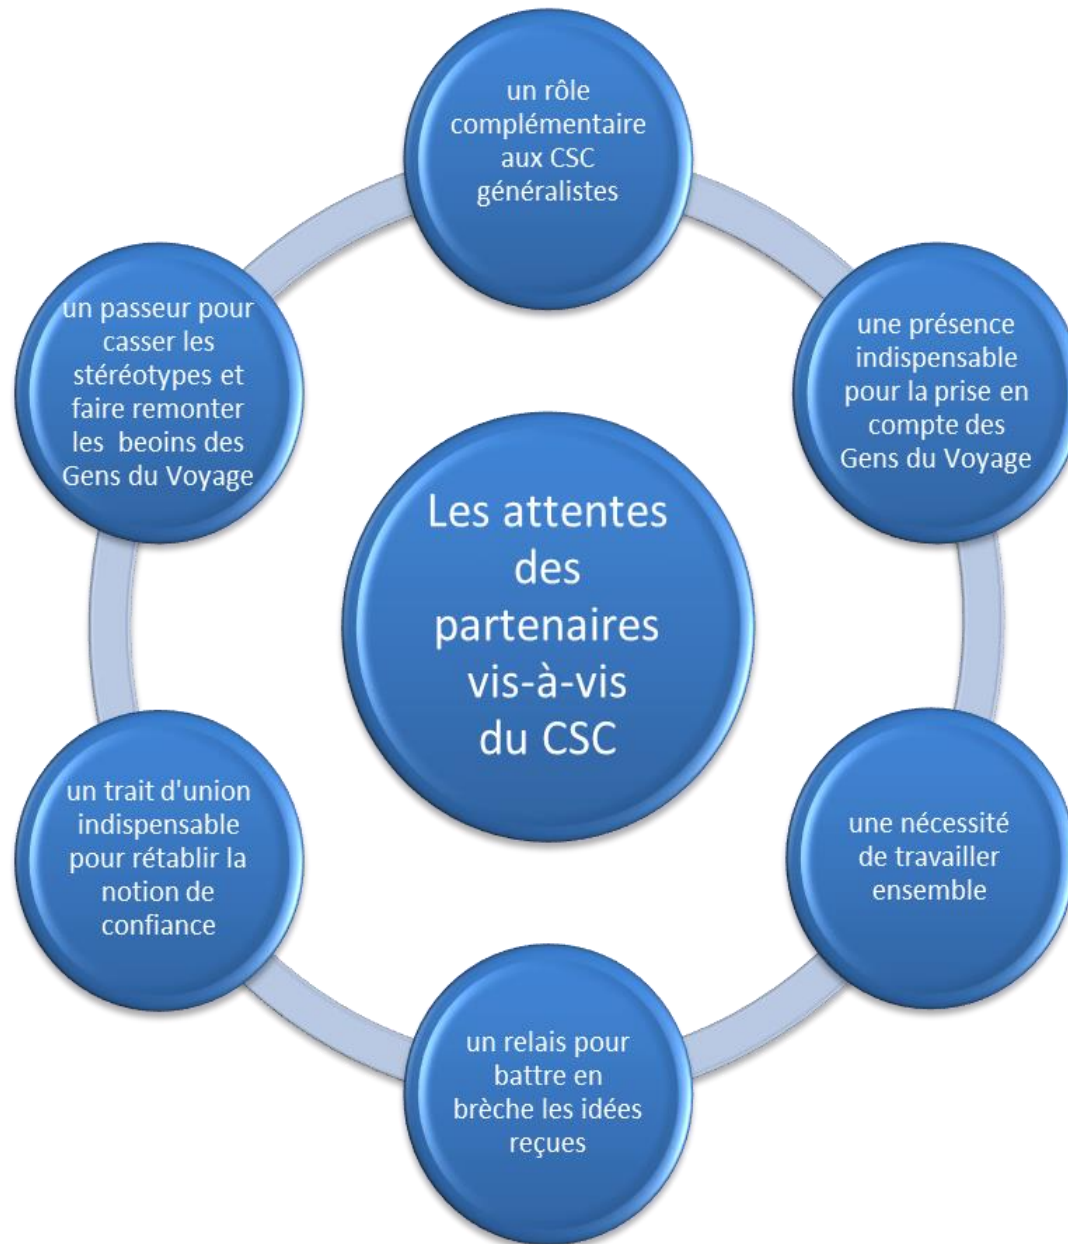 un rôle
complémentaire
aux CSC
généralistes
une présence
indispensable
pour la prise en
compte des
Gens du Voyage
une nécessité
de travailler
ensemble
un relais pour
battre en
brèche les idées
reçues
un trait d'union
indispensable
pour rétablir la
notion de
confiance
un passeur pour
casser les
stéréotypes et
faire remonter
les beoins des
Gens du Voyage
Les attentes
des
partenaires
vis-à-vis
du CSC